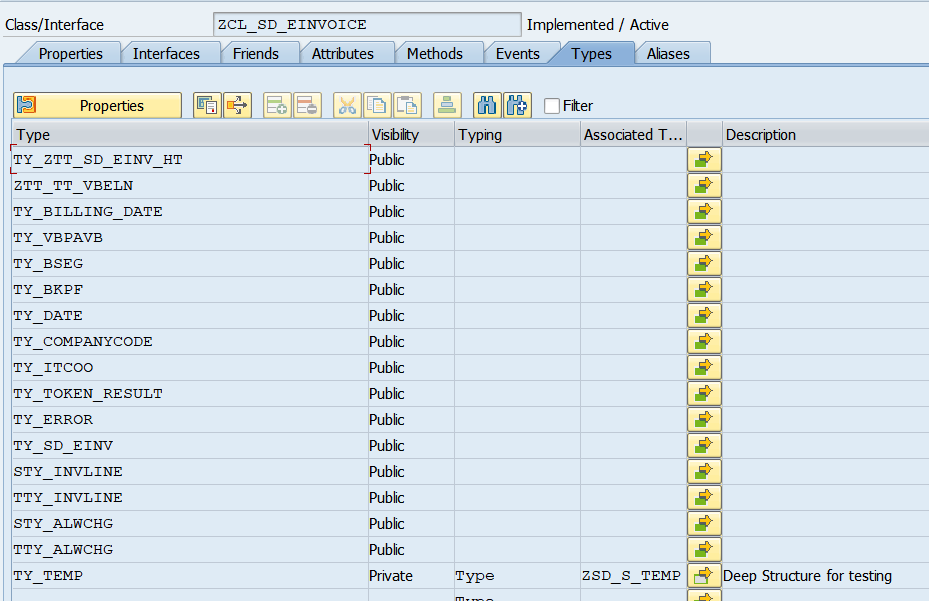 Class/Interface ZCL_SD_EINVOICE Implemented / Active
Properties Interfaces Friends Attributes Methods Events Types Aliases
Properties Filter
Type Visibility Typing Associated T... Description
TY_ZTT_SD_EINV_HT Public
ZTT_TT_VBELN Public
TY_BILLING_DATE Public
TY_VBPAVB Public
TY_BSEG Public
TY_BKPF Public
TY_DATE Public
TY_COMPANYCODE Public
TY_ITCOO Public
TY_TOKEN_RESULT Public
TY_ERROR Public
TY_SD_EINV Public
STY_INVLINE Public
TTY_INVLINE Public
STY_ALWCHG Public
TTY_ALWCHG Public
TY_TEMP Private Type ZSD_S_TEMP Deep Structure for testing
Type